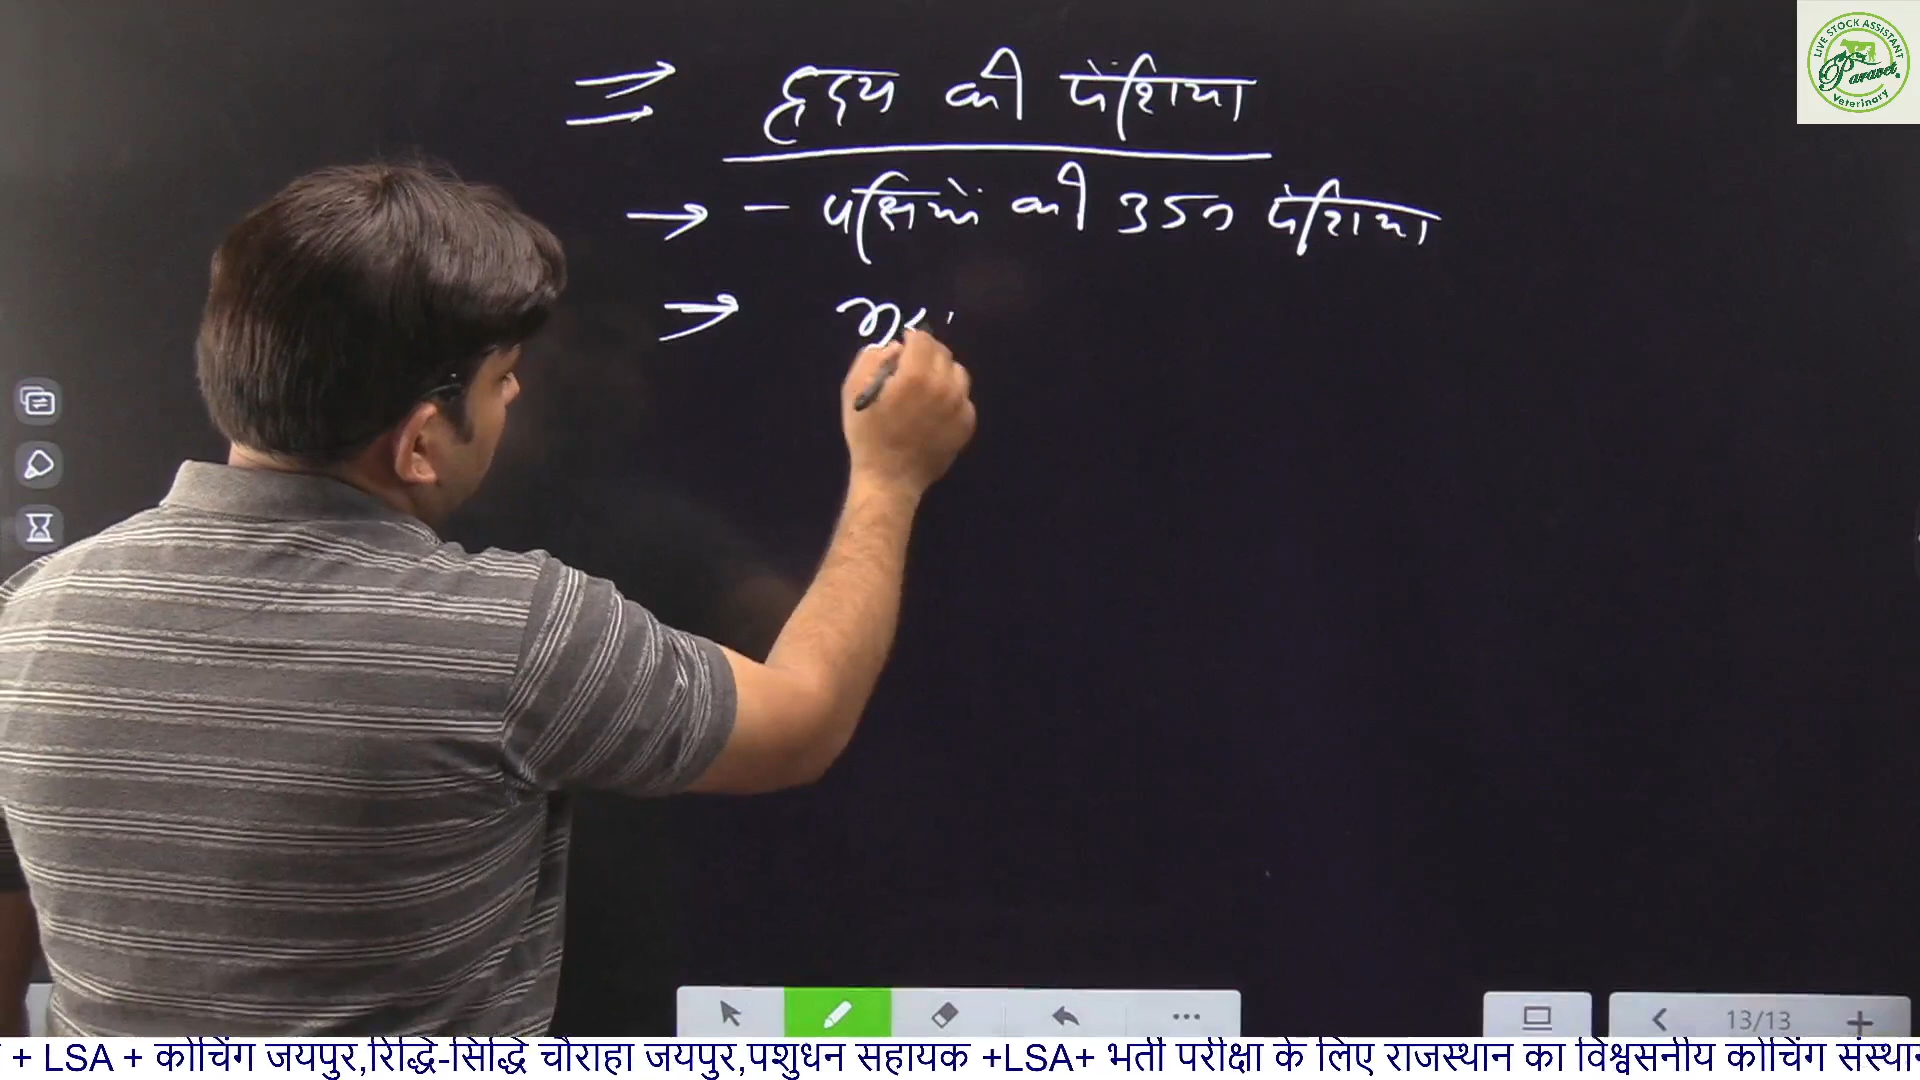 हृदय की पेशिया
- पक्षियों की उड़न पेशिया
LIVE STOCK ASSISTANT
Paravet
Veterinary
13/13
+ LSA + कोचिंग जयपुर,रिद्धि-सिद्धि चौराहा जयपुर,पशुधन सहायक +LSA+ भर्ती परीक्षा के लिए राजस्थान का विश्वसनीय कोचिंग